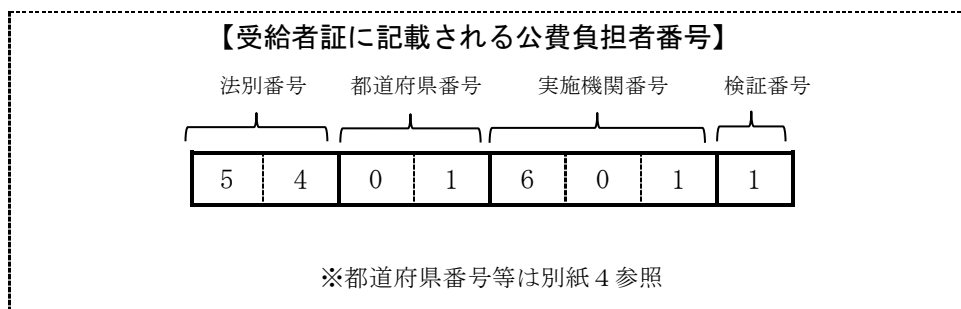 【受給者証に記載される公費負担者番号】
法別番号 都道府県番号 実施機関番号 検証番号
5 4 0 1 6 0 1 1
※都道府県番号等は別紙４参照